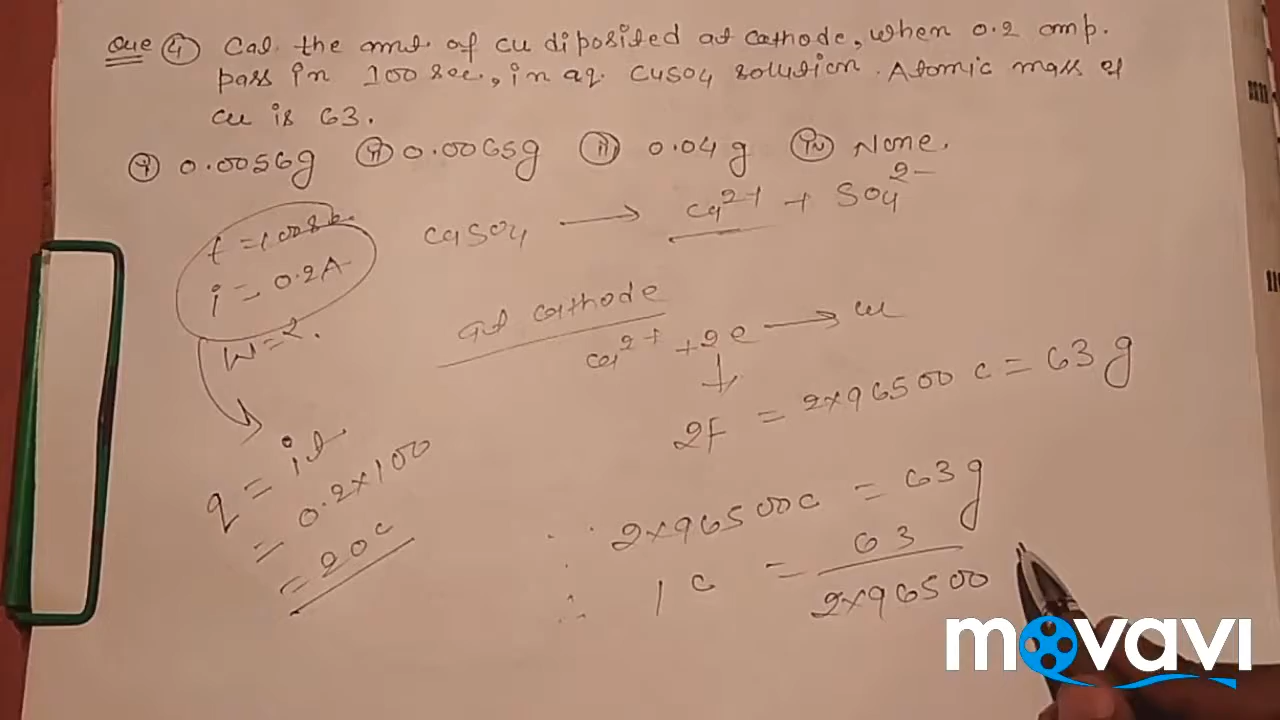 Que ④ Cal. the amt. of cu diposited at cathode, when 0.2 amp.
pass in 100 sec., in aq. CuSO4 solution. Atomic mass of
cu is 63.
(i) 0.0056g (ii) 0.0065g (iii) 0.04 g (iv) None.
t = 100 sec.
i = 0.2A
W = ?.
CuSO4 → Cu2+ + SO4 2-
at cathode
Cu2+ + 2e → cu
2F = 2×96500 c = 63 g
q = it
= 0.2×100
= 20c
∴ 2×96500c = 63g
∴ 1 c = 63 / 2×96500
movavi